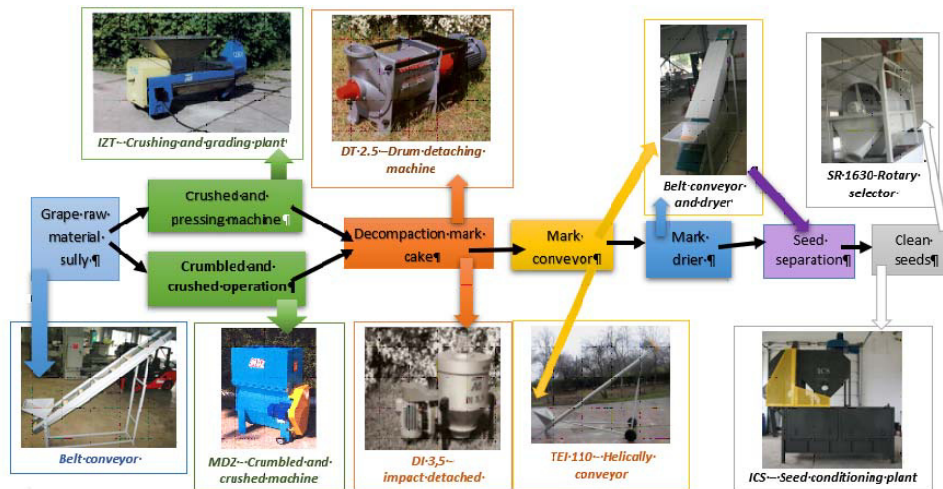 IZT·-·Crushing·and·grading·plant·
DT·2.5·-Drum·detaching·
machine
Belt·conveyor·
and·dryer
SR·1630-Rotary·
selector·
Grape·raw·
material·
sully·¶
Crushed·and·
pressing·machine¶
Crumbled·and·
crushed·operation¶
Decompaction·mark·
cake¶
Mark·
conveyor¶
Mark·
drier·¶
Seed·
separation¶
Clean·
seeds¶
Belt·conveyor·
MD2·-·Crumbled·and·
crushed·machine
DI·3,5·-
impact·detached·
TEI·110·-·Helically·
conveyor
ICS·-·Seed·conditioning·plant